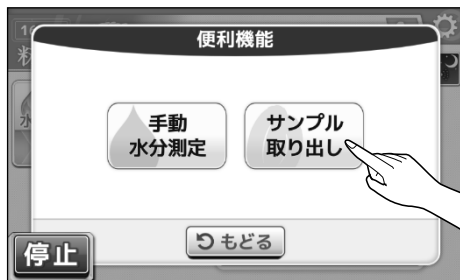 便利機能
手動
水分測定
サンプル
取り出し
もどる
停止